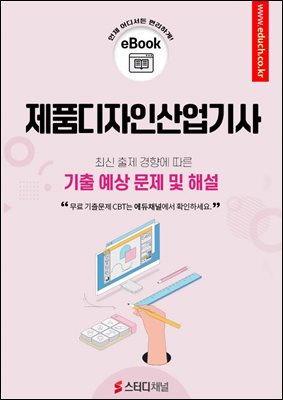 언제 어디서든 편리하게!
eBook
www.educh.co.kr
제품디자인산업기사
최신 출제 경향에 따른
기출 예상 문제 및 해설
“ 무료 기출문제 CBT는 에듀채널에서 확인하세요. ”
스터디채널